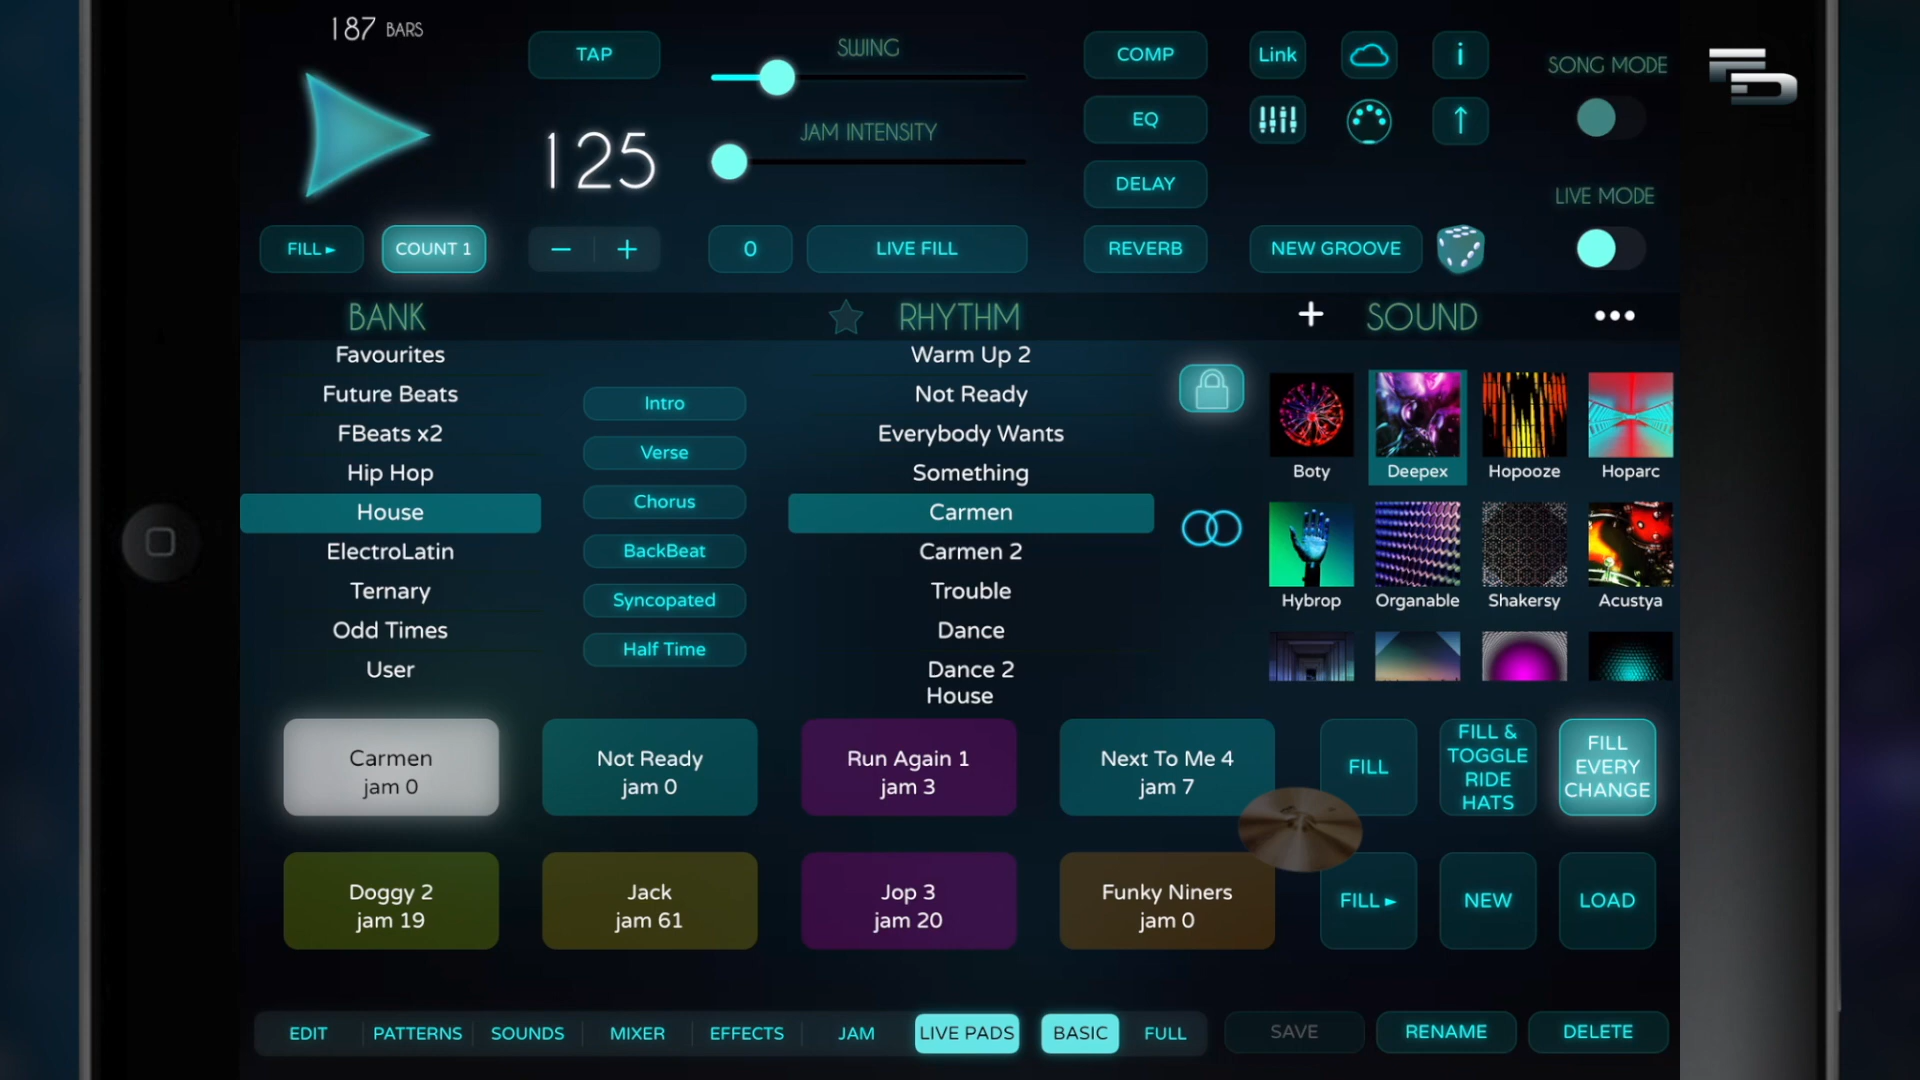 187 BARS
TAP
SWING
COMP
Link
i
SONG MODE
FD
125
JAM INTENSITY
EQ
DELAY
LIVE MODE
FILL►
COUNT 1
−
+
0
LIVE FILL
REVERB
NEW GROOVE
BANK
RHYTHM
+
SOUND
•••
Favourites
Future Beats
FBeats x2
Hip Hop
House
ElectroLatin
Ternary
Odd Times
User
Intro
Verse
Chorus
BackBeat
Syncopated
Half Time
Warm Up 2
Not Ready
Everybody Wants
Something
Carmen
Carmen 2
Trouble
Dance
Dance 2
House
Boty
Deepex
Hopooze
Hoparc
Hybrop
Organable
Shakersy
Acustya
Carmen
jam 0
Not Ready
jam 0
Run Again 1
jam 3
Next To Me 4
jam 7
FILL
FILL &
TOGGLE
RIDE
HATS
FILL
EVERY
CHANGE
Doggy 2
jam 19
Jack
jam 61
Jop 3
jam 20
Funky Niners
jam 0
FILL►
NEW
LOAD
EDIT
PATTERNS
SOUNDS
MIXER
EFFECTS
JAM
LIVE PADS
BASIC
FULL
SAVE
RENAME
DELETE